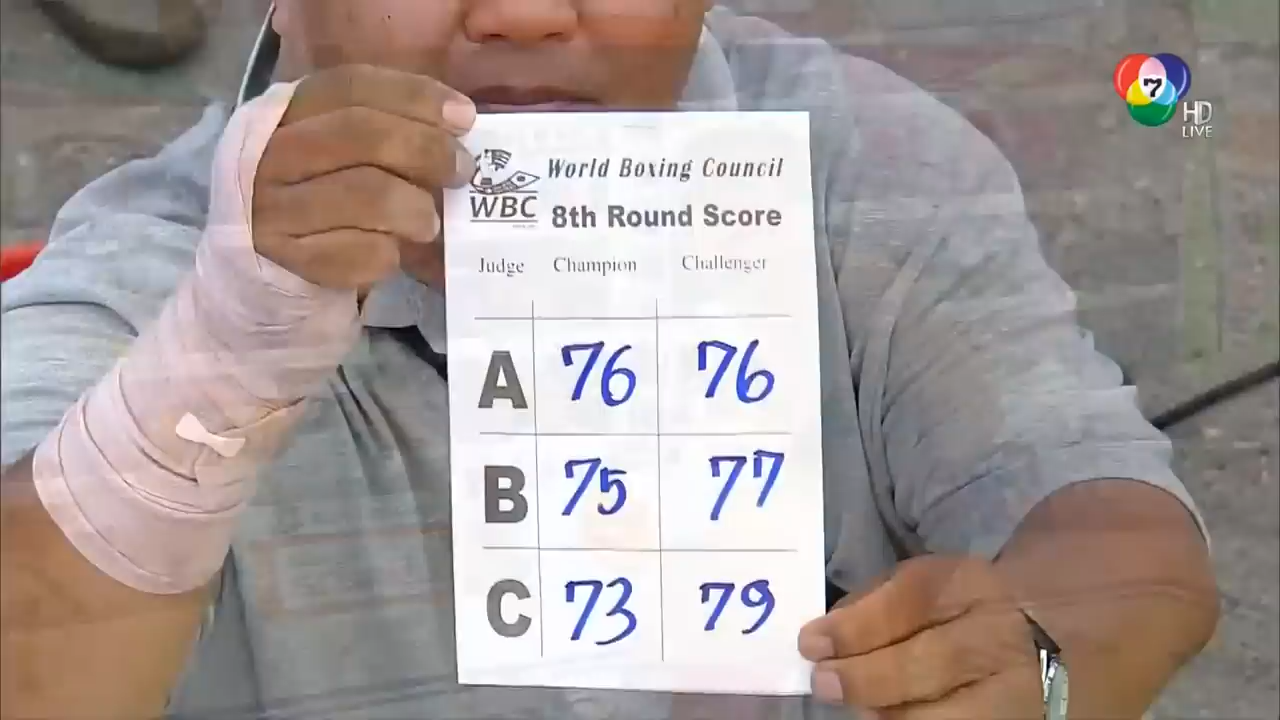 7
HD
LIVE
World Boxing Council
WBC
8th Round Score
Judge Champion Challenger
A 76 76
B 75 77
C 73 79